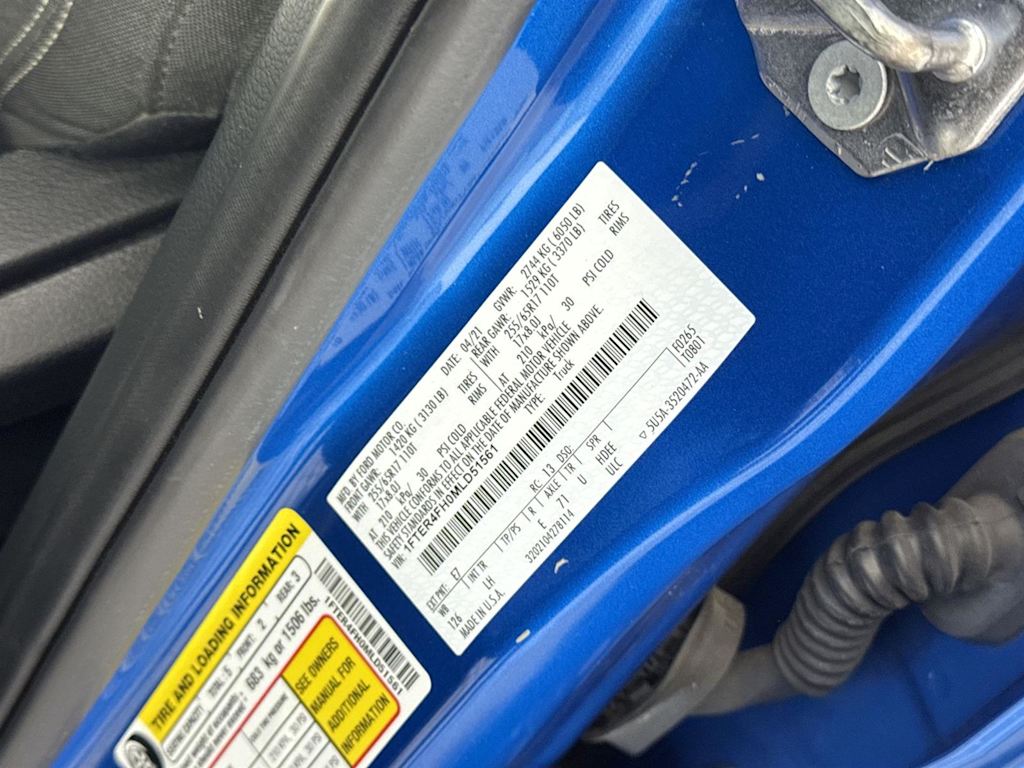 MFD. BY FORD MOTOR CO. DATE: 04/21 GVWR: 2744 KG ( 6050 LB)
FRONT GAWR: 1420 KG ( 3130 LB) REAR GAWR: 1529 KG ( 3370 LB)
WITH 255/65R17 110T TIRES WITH 255/65R17 110T TIRES
17x8.0J RIMS 17x8.0J RIMS
AT 210 kPa/ 30 PSI COLD AT 210 kPa/ 30 PSI COLD
THIS VEHICLE CONFORMS TO ALL APPLICABLE FEDERAL MOTOR VEHICLE
SAFETY STANDARDS IN EFFECT ON THE DATE OF MANUFACTURE SHOWN ABOVE.
VIN: 1FTER4FH0MLD51561 TYPE: Truck
EXT PNT: E7 RC: 13 DSO:
WB INT TR TP/PS R AXLE TR SPR
126 LH E 71 U HDEE F0265
MADE IN U.S.A. 3202104278114 ULC T0801
▽ 5U5A-3520472-AA
TIRE AND LOADING INFORMATION
TOTAL: 5 FRONT: 2 REAR: 3
683 kg or 1506 lbs.
SEE OWNERS
MANUAL FOR
ADDITIONAL
INFORMATION
1FTER4FH0MLD51561